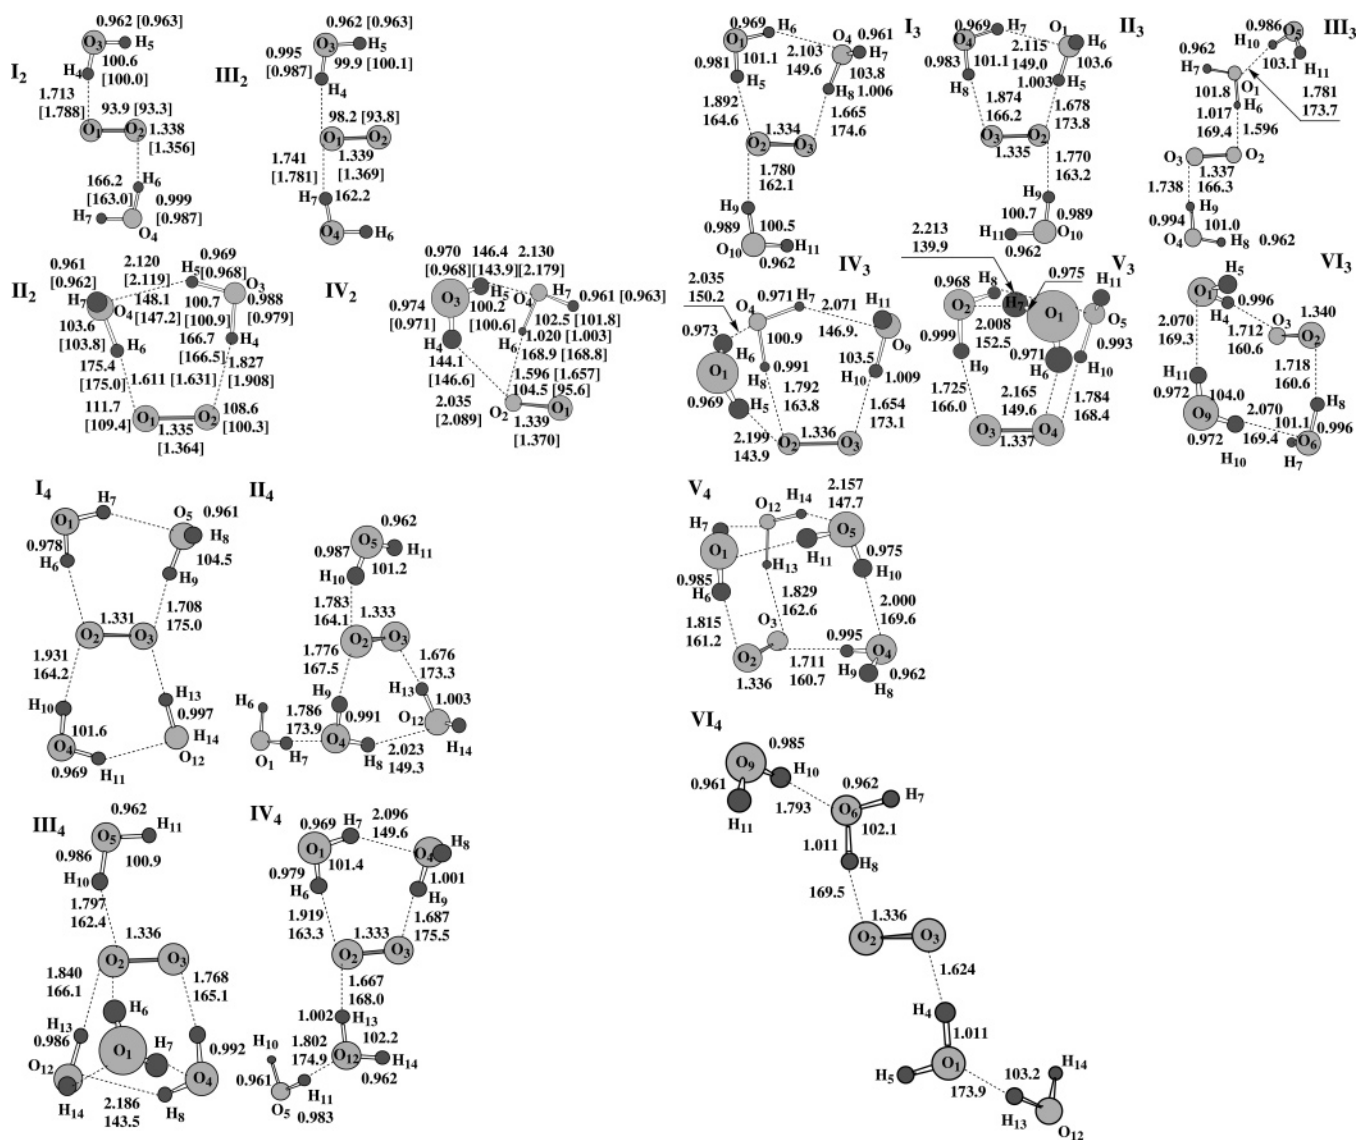 I₂
0.962 [0.963]
O₃
H₅
100.6
[100.0]
H₄
1.713
[1.788]
93.9 [93.3]
O₁
O₂
1.338
[1.356]
166.2
[163.0]
H₆
0.999
[0.987]
H₇
O₄
III₂
0.962 [0.963]
0.995
[0.987]
O₃
H₅
99.9 [100.1]
H₄
98.2 [93.8]
O₁
O₂
1.741
[1.781]
1.339
[1.369]
H₇
162.2
O₄
H₆
II₂
0.961
[0.962]
2.120
[2.119]
0.969
[0.968]
H₅
O₃
H₇
O₄
148.1
[147.2]
100.7
[100.9]
0.988
[0.979]
103.6
[103.8]
166.7
[166.5]
H₆
H₄
175.4
[175.0]
1.827
[1.908]
1.611 [1.631]
111.7
[109.4]
O₁
O₂
108.6
[100.3]
1.335
[1.364]
IV₂
0.970
[0.968]
146.4
[143.9]
2.130
[2.179]
O₃
H₅
O₄
H₇
0.961 [0.963]
0.974
[0.971]
100.2
[100.6]
102.5 [101.8]
1.020 [1.003]
H₄
H₆
168.9 [168.8]
144.1
[146.6]
1.596 [1.657]
104.5 [95.6]
2.035
[2.089]
O₂
O₁
1.339
[1.370]
I₃
0.969
H₆
O₁
O₄
0.961
H₇
101.1
2.103
149.6
103.8
0.981
H₅
H₈
1.006
1.892
164.6
1.665
174.6
1.334
O₂
O₃
1.780
162.1
H₉
0.989
100.5
O₁₀
H₁₁
0.962
II₃
0.969
H₇
O₁
O₄
H₆
0.983
101.1
2.115
149.0
103.6
1.003
H₅
H₈
1.874
166.2
1.678
173.8
O₃
O₂
1.335
1.770
163.2
H₉
100.7
0.989
H₁₁
O₁₀
0.962
III₃
0.986
O₅
H₁₀
0.962
103.1
H₇
H₁₁
101.8
O₁
1.781
173.7
H₆
1.017
169.4
1.596
O₃
O₂
1.337
166.3
1.738
H₉
0.994
101.0
O₄
H₈
0.962
IV₃
2.035
150.2
O₄
0.971
H₇
2.071
H₁₁
0.973
100.9
146.9
O₉
H₆
103.5
O₁
H₈
0.991
H₁₀
1.009
0.969
H₅
1.792
163.8
1.654
173.1
1.336
O₂
O₃
2.199
143.9
V₃
2.213
139.9
0.968
H₈
0.975
H₁₁
O₂
H₇
O₁
O₅
2.008
152.5
0.999
0.971
0.993
H₉
H₆
H₁₀
1.725
166.0
2.165
149.6
1.784
168.4
O₃
O₄
1.337
VI₃
H₅
O₁
0.996
H₄
1.340
2.070
169.3
1.712
160.6
O₃
O₂
1.718
160.6
H₁₁
0.972
104.0
2.070
H₈
O₉
101.1
0.996
0.972
169.4
O₆
H₁₀
H₇
I₄
H₇
O₅
0.961
O₁
H₈
0.978
104.5
H₆
H₉
1.708
175.0
1.331
O₂
O₃
1.931
164.2
H₁₃
H₁₀
0.997
101.6
H₁₄
O₄
O₁₂
0.969
H₁₁
II₄
0.962
O₅
H₁₁
0.987
101.2
H₁₀
1.783
164.1
1.333
O₂
O₃
1.776
167.5
1.676
173.3
H₉
H₁₃
H₆
1.786
173.9
0.991
1.003
O₁₂
O₁
H₇
O₄
H₈
H₁₄
2.023
149.3
III₄
0.962
H₁₁
O₅
0.986
100.9
H₁₀
1.797
162.4
1.336
O₂
O₃
1.840
166.1
1.768
165.1
H₆
H₁₃
0.986
H₇
0.992
O₁₂
O₁
O₄
H₁₄
2.186
143.5
H₈
IV₄
0.969
H₇
2.096
149.6
H₈
O₁
O₄
101.4
0.979
1.001
H₆
H₉
1.919
163.3
1.687
175.5
1.333
O₂
O₃
1.667
168.0
1.002
H₁₃
H₁₀
1.802
174.9
102.2
O₁₂
H₁₄
0.961
0.962
H₁₁
O₅
0.983
V₄
O₁₂
H₁₄
2.157
147.7
H₇
O₅
O₁
H₁₁
0.975
H₁₃
H₁₀
0.985
H₆
1.829
162.6
2.000
169.6
1.815
161.2
O₃
0.995
O₂
O₄
1.711
160.7
H₉
0.962
1.336
H₈
VI₄
0.985
O₉
H₁₀
0.962
0.961
H₇
1.793
O₆
H₁₁
102.1
1.011
H₈
169.5
1.336
O₂
O₃
1.624
H₄
1.011
H₁₄
O₁
103.2
H₅
173.9
H₁₃
O₁₂